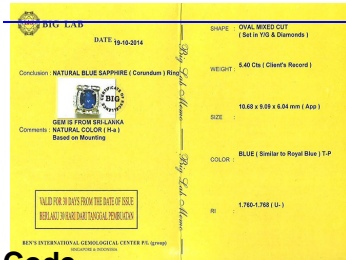 BIG LAB
DATE 19-10-2014
Conclusion : NATURAL BLUE SAPPHIRE ( Corundum ) Ring
BIG
GEM IS FROM SRI-LANKA
Comments : NATURAL COLOR ( H-a )
Based on Mounting
VALID FOR 30 DAYS FROM THE DATE OF ISSUE
BERLAKU 30 HARI DARI TANGGAL PEMBUATAN
BEN'S INTERNATIONAL GEMOLOGICAL CENTER P/L (group)
SINGAPORE & INDONESIA
Big Lab Memo
Big Lab Memo
SHAPE : OVAL MIXED CUT
( Set in Y/G & Diamonds )
WEIGHT : 5.40 Cts ( Client's Record )
10.68 x 9.09 x 6.04 mm ( App )
SIZE :
COLOR : BLUE ( Similar to Royal Blue ) T-P
RI : 1.760-1.768 ( U- )